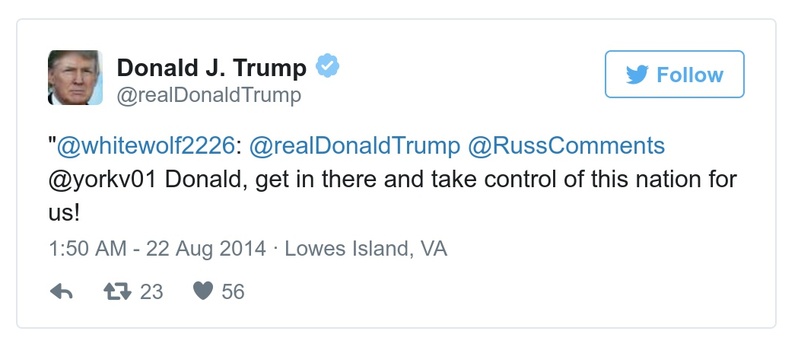 Donald J. Trump
@realDonaldTrump
Follow
"@whitewolf2226: @realDonaldTrump @RussComments
@yorkv01 Donald, get in there and take control of this nation for
us!
1:50 AM - 22 Aug 2014 · Lowes Island, VA
23 56